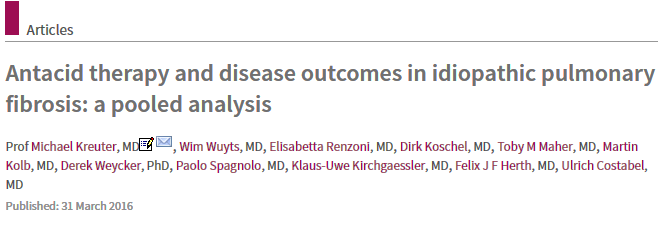 Articles
Antacid therapy and disease outcomes in idiopathic pulmonary
fibrosis: a pooled analysis
Prof Michael Kreuter, MD , Wim Wuyts, MD, Elisabetta Renzoni, MD, Dirk Koschel, MD, Toby M Maher, MD, Martin
Kolb, MD, Derek Weycker, PhD, Paolo Spagnolo, MD, Klaus-Uwe Kirchgaessler, MD, Felix J F Herth, MD, Ulrich Costabel,
MD
Published: 31 March 2016